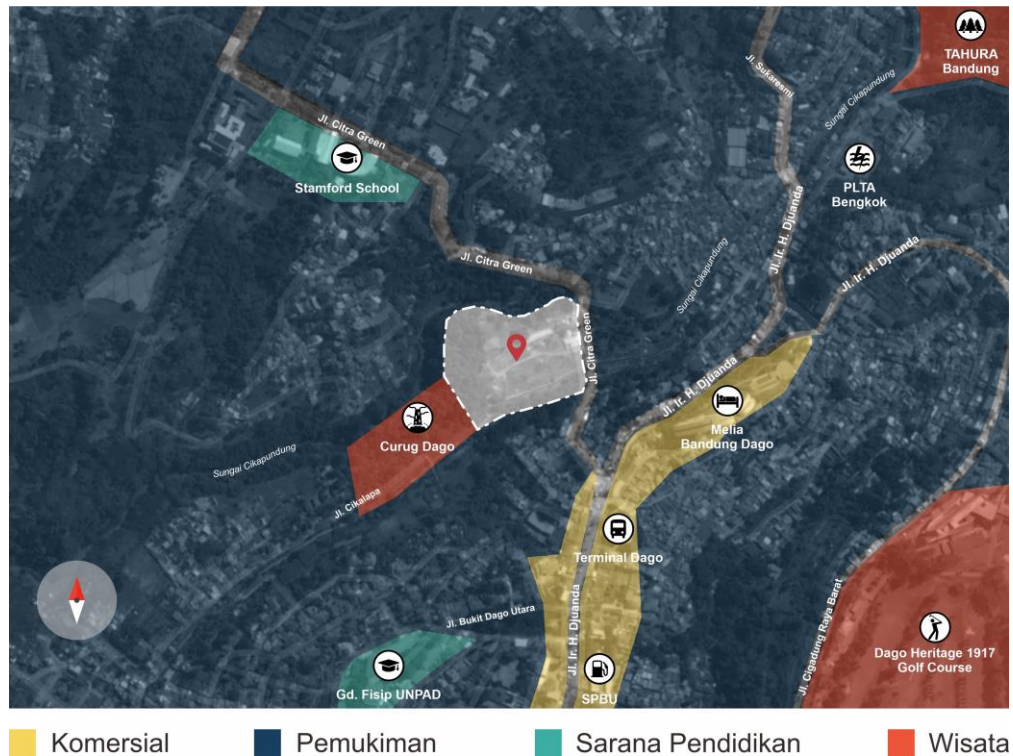 TAHURA
Bandung
Jl. Sukaresmi
Sungai Cikapundung
Jl. Citra Green
Stamford School
PLTA
Bengkok
Jl. Ir. H. Djuanda
Jl. Ir. H. Djuanda
Jl. Citra Green
Sungai Cikapundung
Jl. Citra Green
Jl. Ir. H. Djuanda
Melia
Bandung Dago
Curug Dago
Sungai Cikapundung
Jl. Cikalapa
Terminal Dago
Jl. Bukit Dago Utara
Jl. Ir. H. Djuanda
Jl. Cigadung Raya Barat
Dago Heritage 1917
Golf Course
Gd. Fisip UNPAD
SPBU
Komersial
Pemukiman
Sarana Pendidikan
Wisata